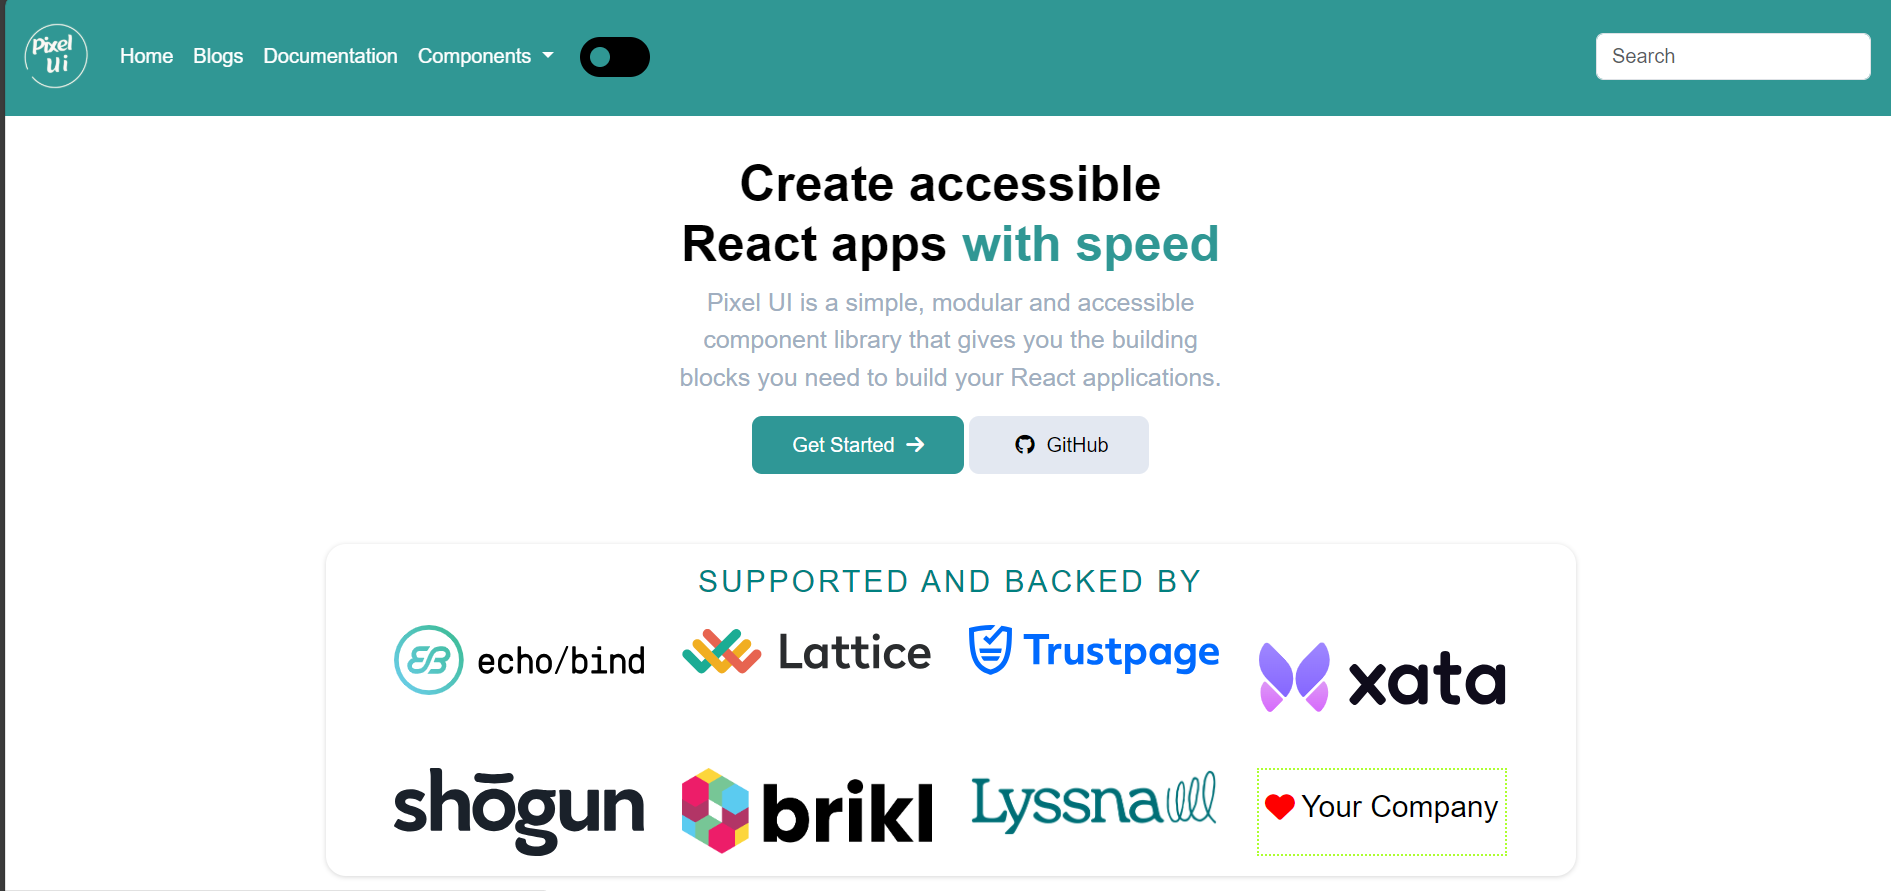 Pixel
Ui
Home Blogs Documentation Components
Search
Create accessible
React apps with speed
Pixel UI is a simple, modular and accessible
component library that gives you the building
blocks you need to build your React applications.
Get Started GitHub
SUPPORTED AND BACKED BY
EB echo/bind Lattice Trustpage xata
shōgun brikl Lyssna Your Company